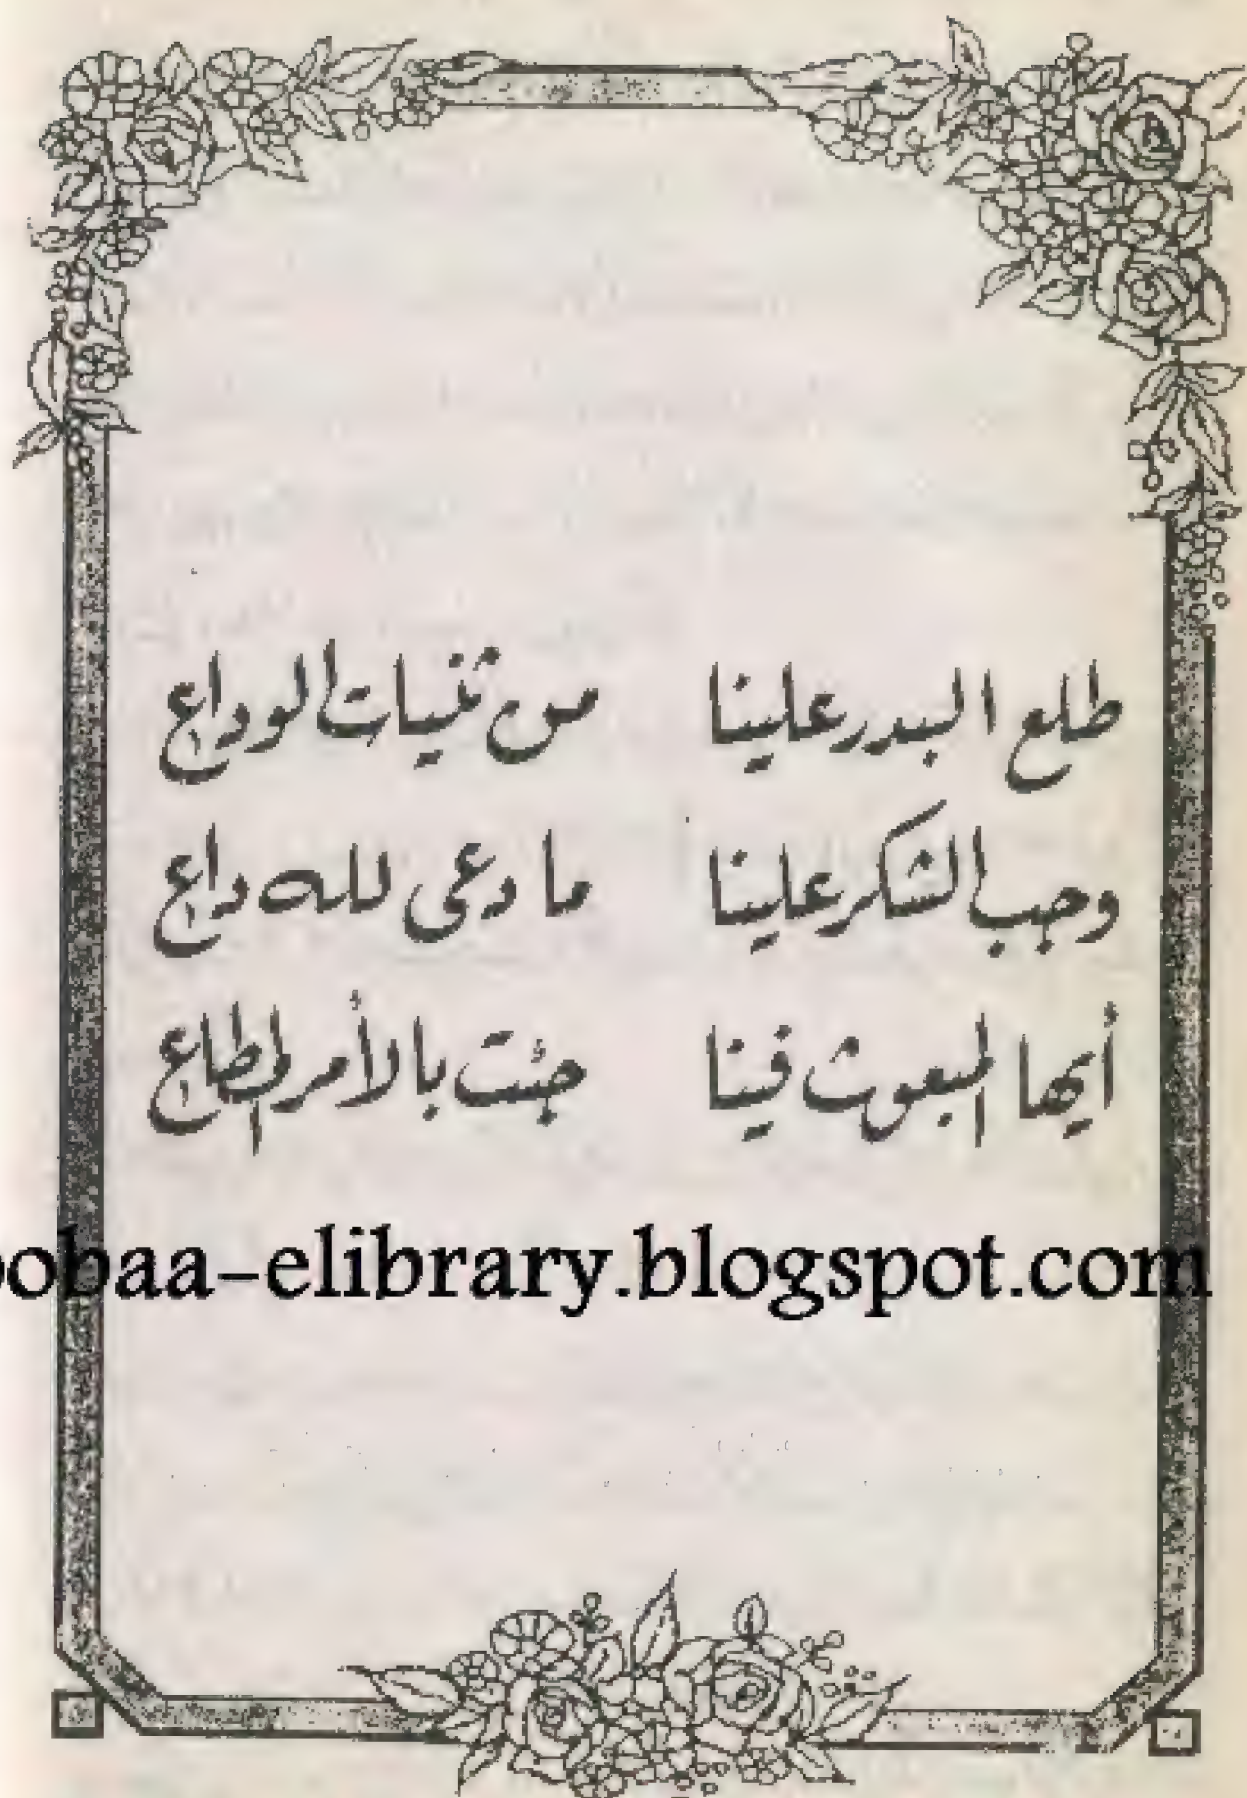 طلع البدر علينا من ثنيات الوداع
وجب الشكر علينا ما دعى لله داع
أيها المبعوث فينا جئت بالأمر المطاع
obaa-elibrary.blogspot.com